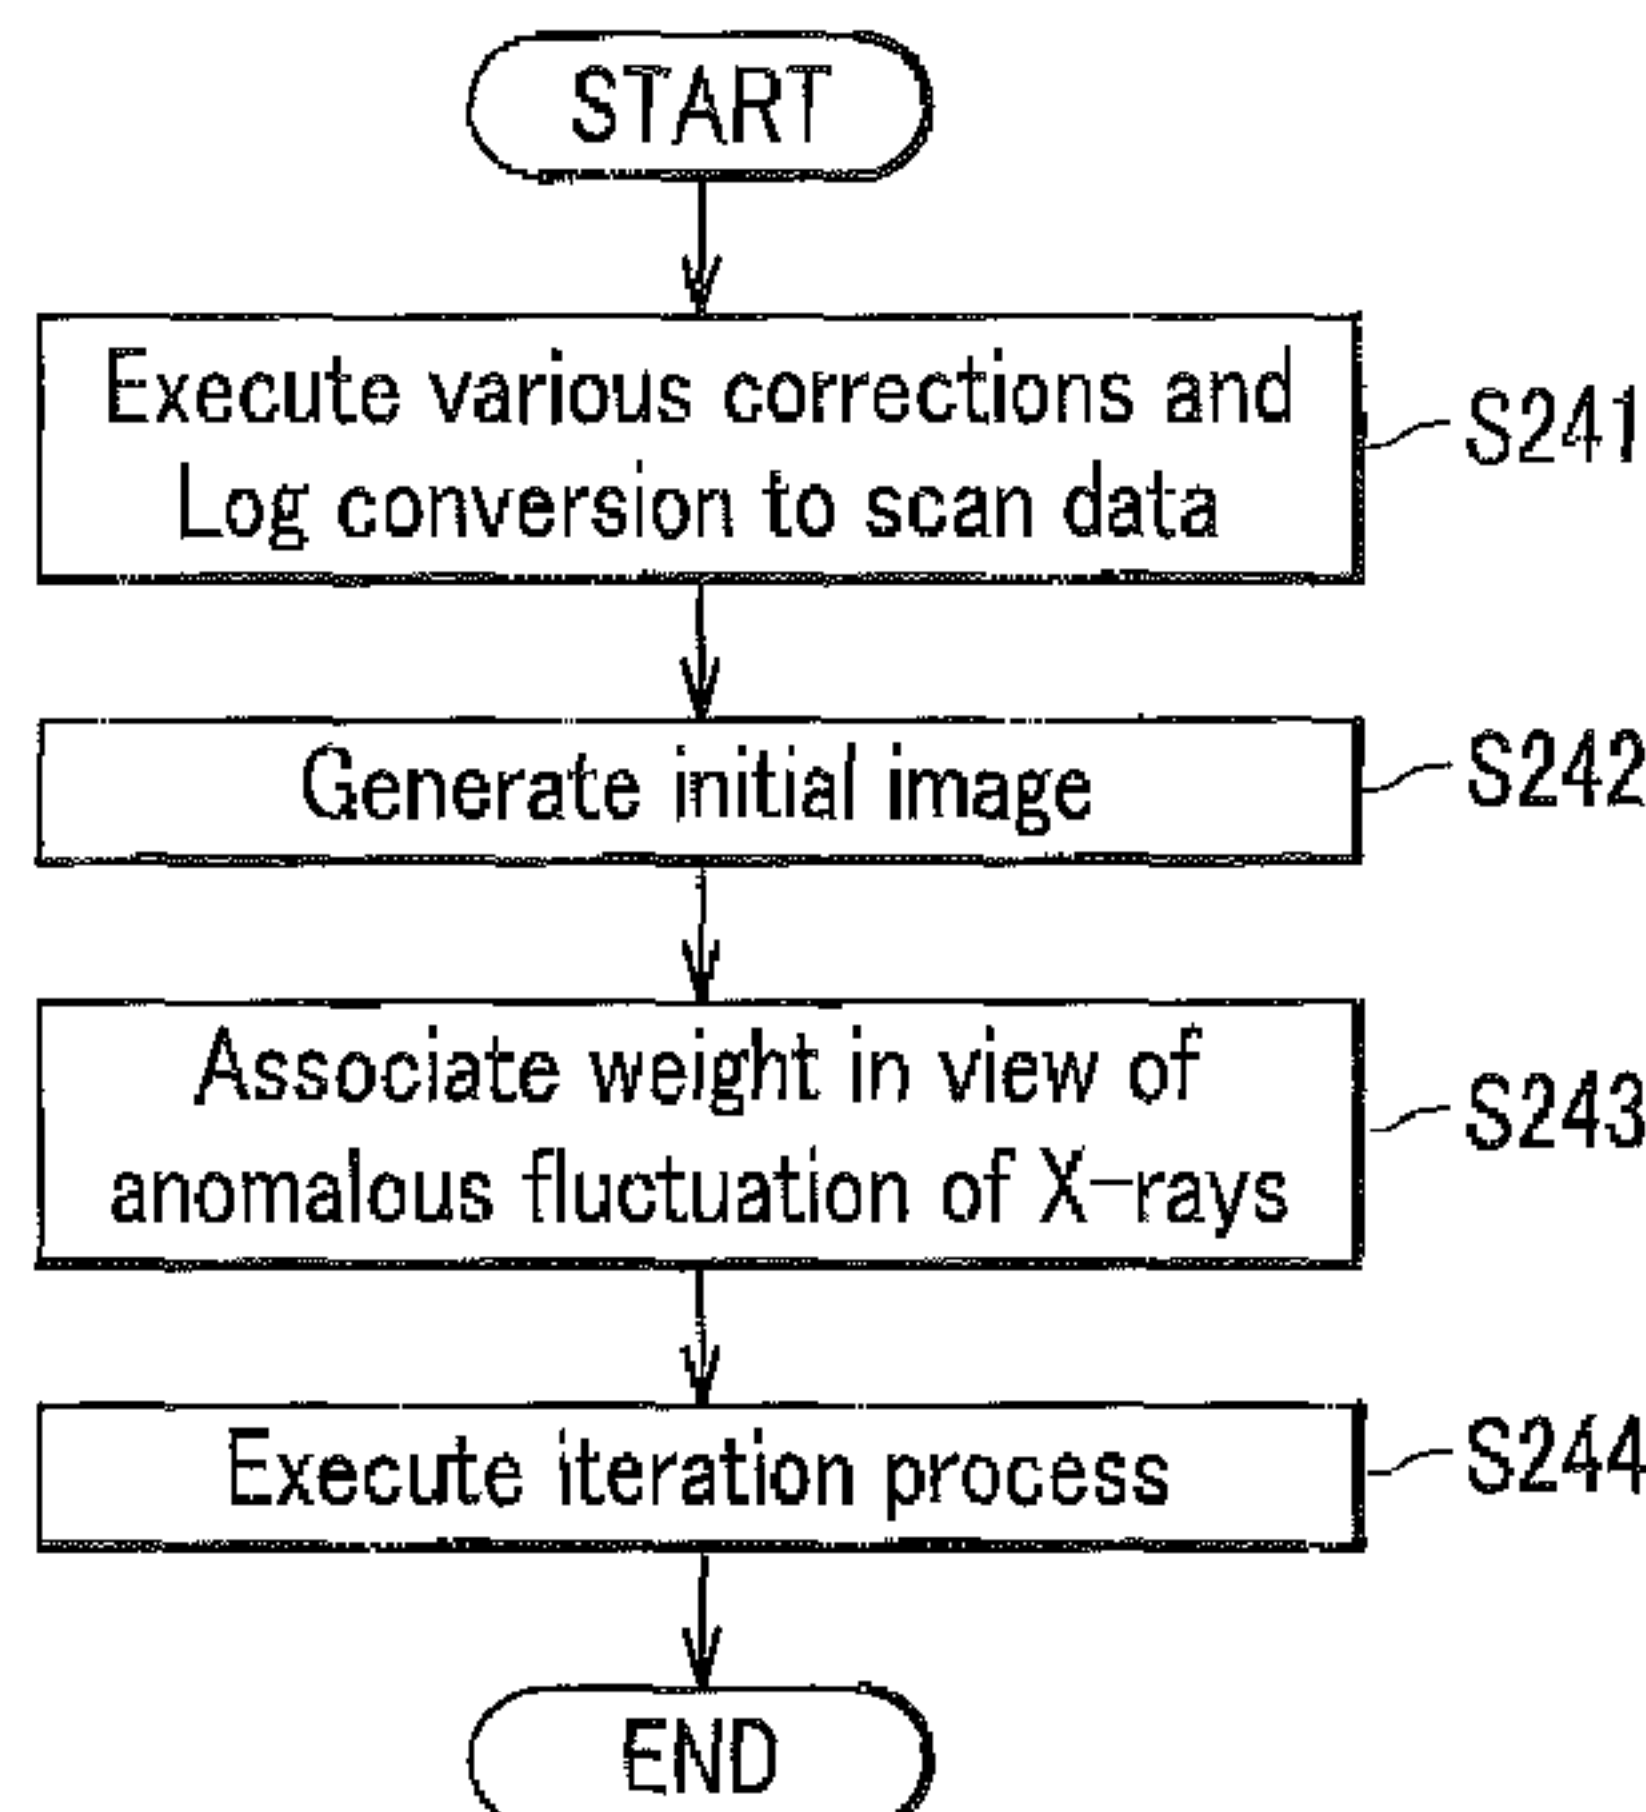 START
Execute various corrections and
Log conversion to scan data
S241
Generate initial image
S242
Associate weight in view of
anomalous fluctuation of X-rays
S243
Execute iteration process
S244
END